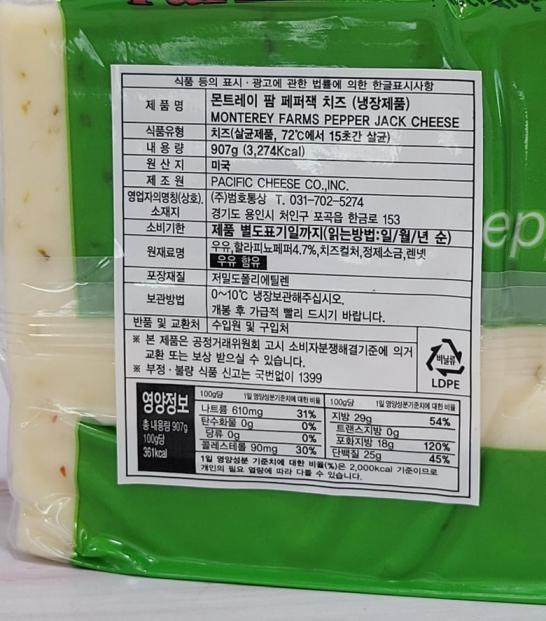 식품 등의 표시·광고에 관한 법률에 의한 한글표시사항
제 품 명 몬트레이 팜 페퍼잭 치즈 (냉장제품)
MONTEREY FARMS PEPPER JACK CHEESE
식품유형 치즈(살균제품, 72℃에서 15초간 살균)
내 용 량 907g (3,274Kcal)
원 산 지 미국
제 조 원 PACIFIC CHEESE CO.,INC.
영업자의명칭(상호), (주)범호통상 T. 031-702-5274
소재지 경기도 용인시 처인구 포곡읍 한금로 153
소비기한 제품 별도표기일까지(읽는방법:일/월/년 순)
원재료명 우유,할라피뇨페퍼4.7%,치즈컬처,정제소금,렌넷
우유 함유
포장재질 저밀도폴리에틸렌
보관방법 0~10℃ 냉장보관해주십시오.
개봉 후 가급적 빨리 드시기 바랍니다.
반품 및 교환처 수입원 및 구입처
※ 본 제품은 공정거래위원회 고시 소비자분쟁해결기준에 의거
교환 또는 보상 받으실 수 있습니다.
※ 부정·불량 식품 신고는 국번없이 1399
비닐류
LDPE
영양정보
총 내용량 907g
100g당
361kcal
100g당 1일 영양성분기준치에 대한 비율
나트륨 610mg 31%
탄수화물 0g 0%
당류 0g 0%
콜레스테롤 90mg 30%
100g당 1일 영양성분기준치에 대한 비율
지방 29g 54%
트랜스지방 0g
포화지방 18g 120%
단백질 25g 45%
1일 영양성분 기준치에 대한 비율(%)은 2,000kcal 기준이므로
개인의 필요 열량에 따라 다를 수 있습니다.
ep